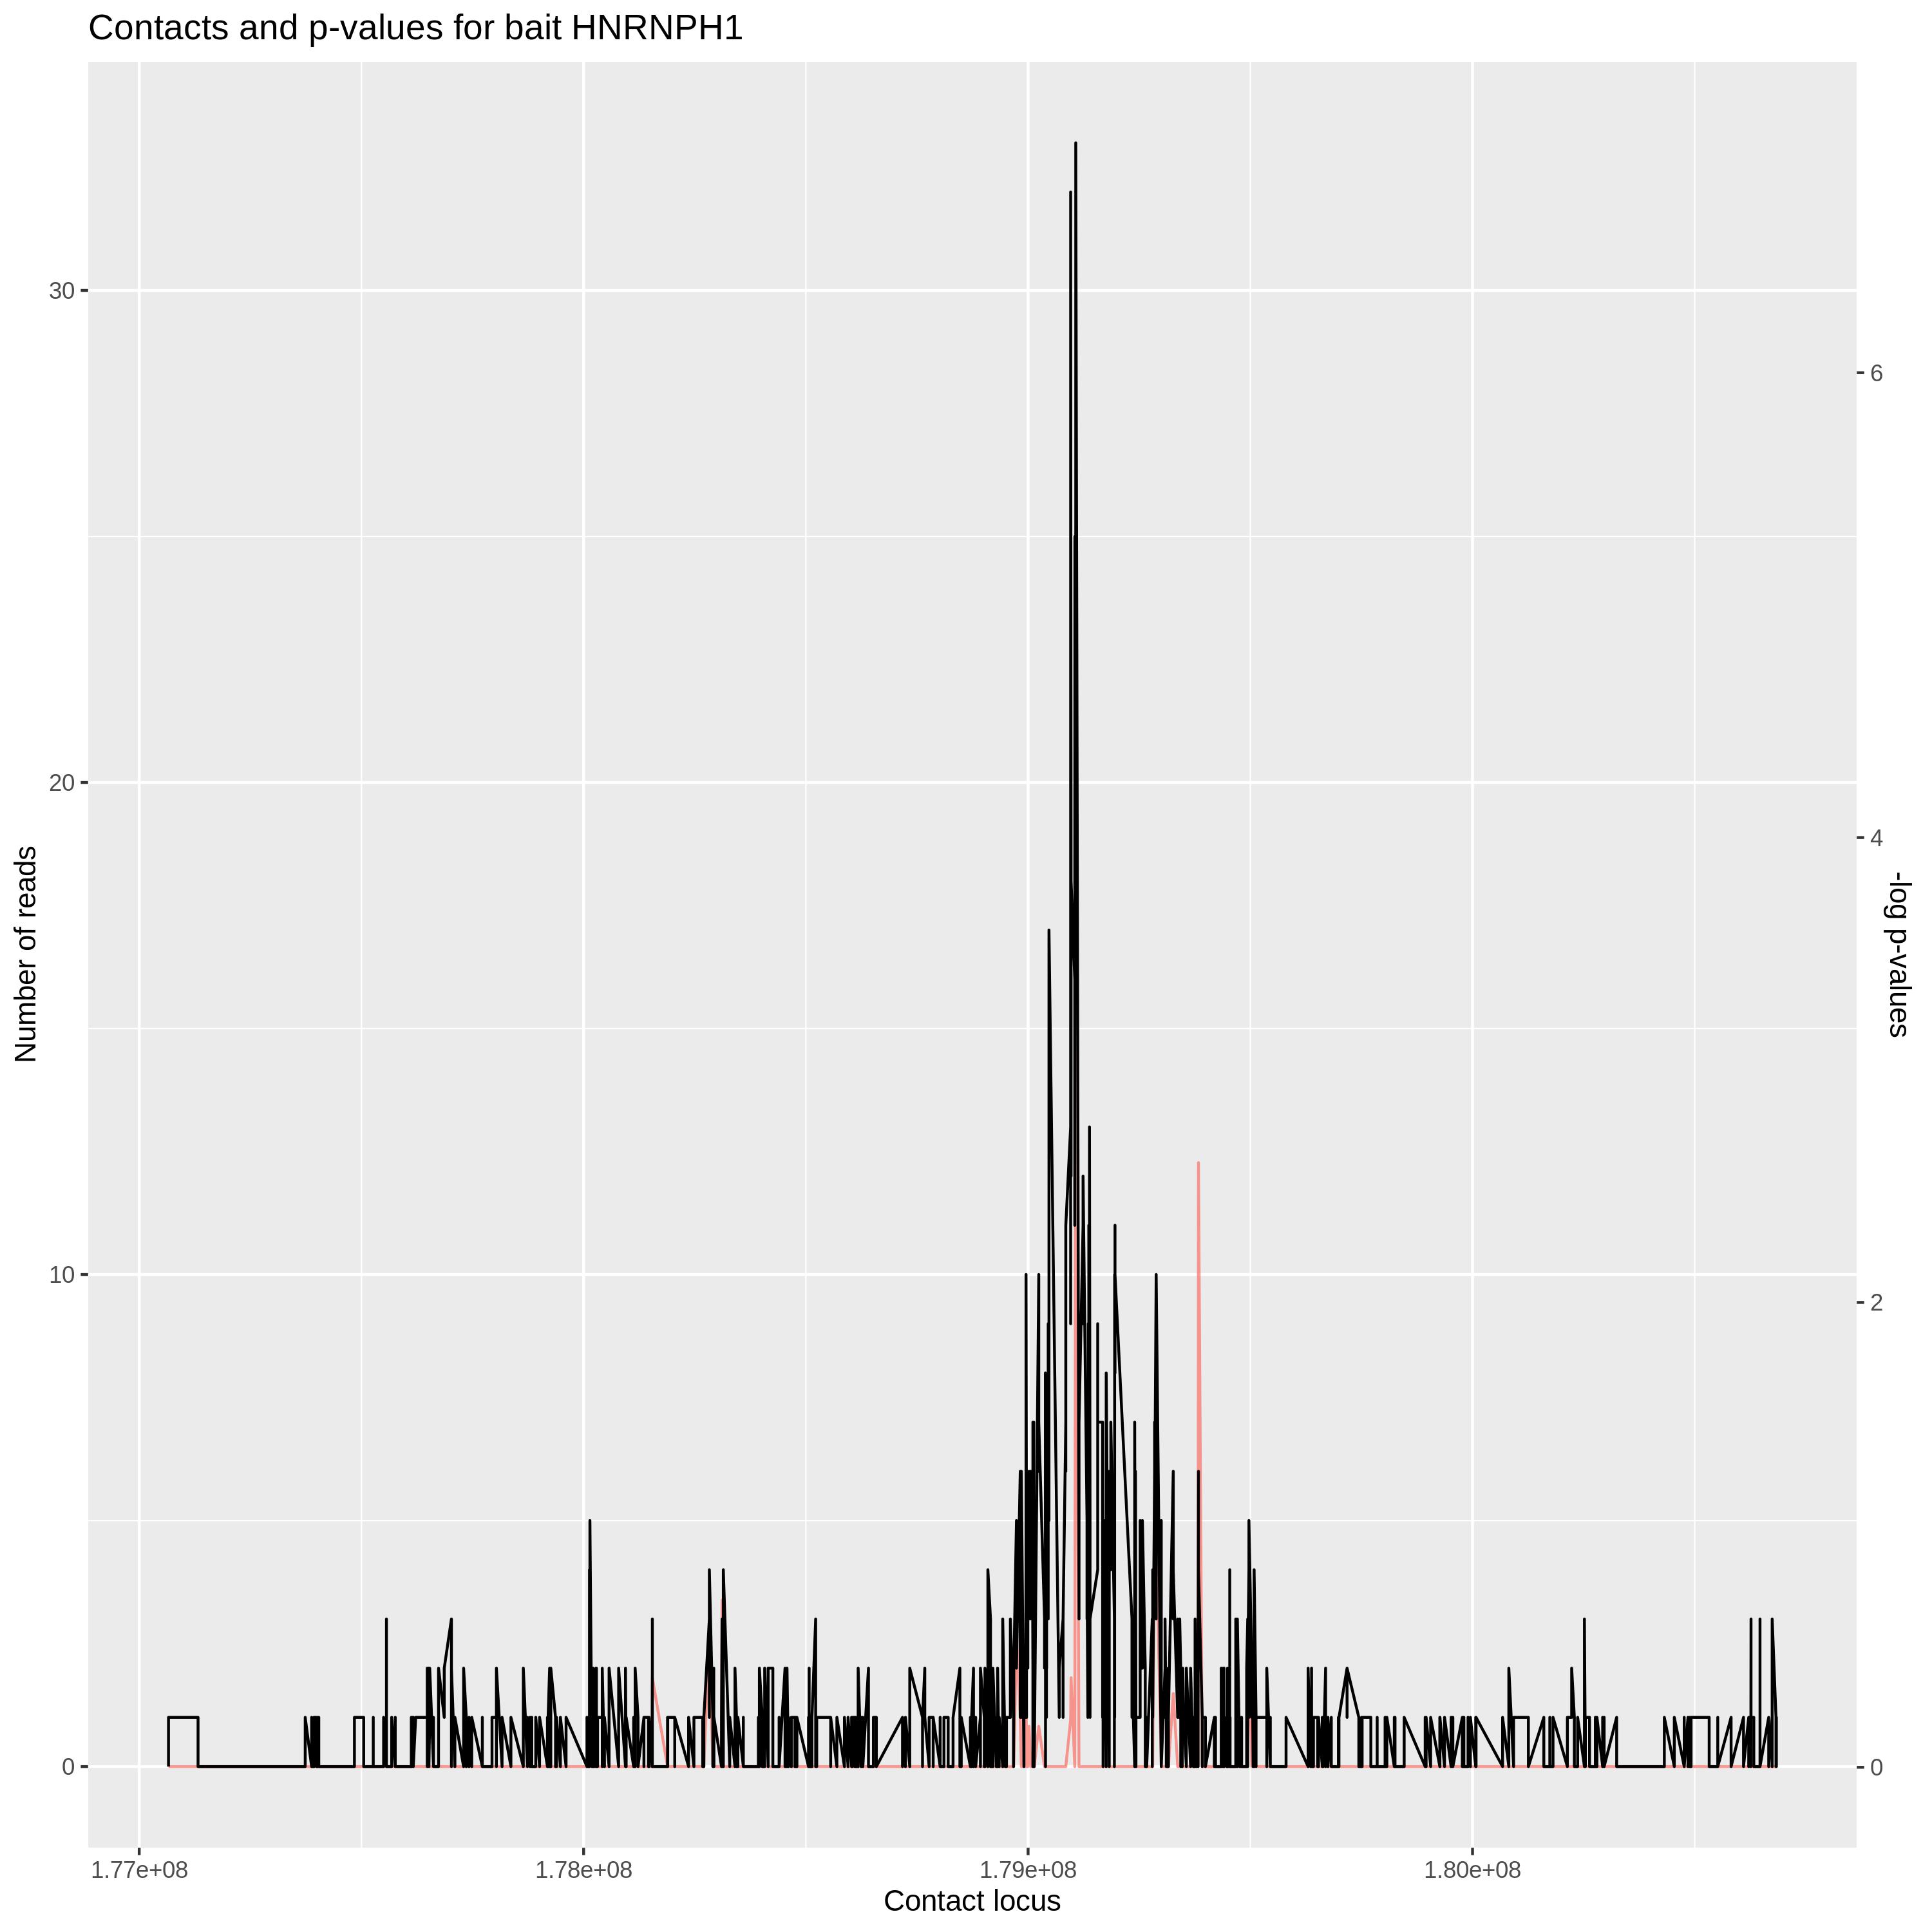 Contacts and p-values for bait HNRNPH1
Number of reads
30
20
10
0
6
4
2
0
-log p-values
1.77e+08
1.78e+08
1.79e+08
1.80e+08
Contact locus